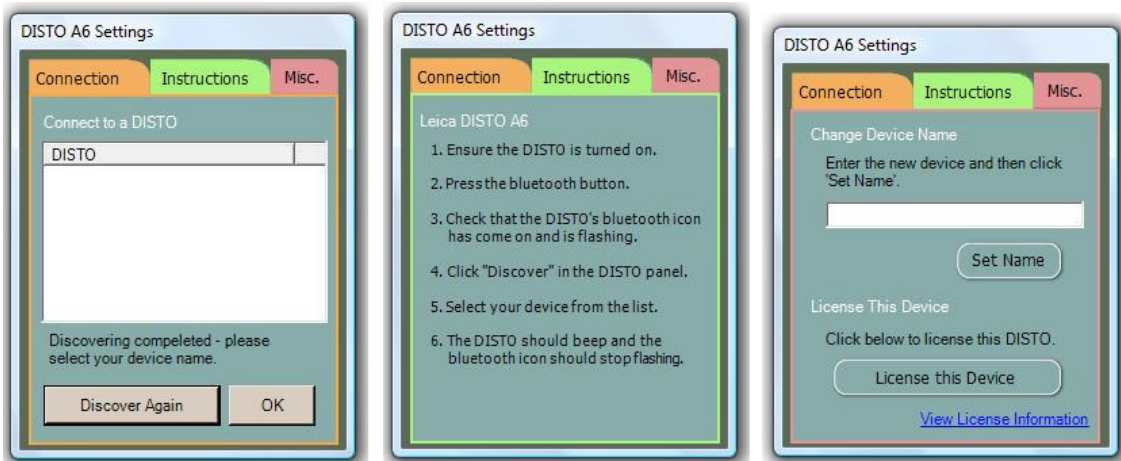 DISTO A6 Settings
Connection Instructions Misc.
Connect to a DISTO
DISTO
Discovering compeleted - please
select your device name.
Discover Again OK
DISTO A6 Settings
Connection Instructions Misc.
Leica DISTO A6
1. Ensure the DISTO is turned on.
2. Press the bluetooth button.
3. Check that the DISTO's bluetooth icon
has come on and is flashing.
4. Click "Discover" in the DISTO panel.
5. Select your device from the list.
6. The DISTO should beep and the
bluetooth icon should stop flashing.
DISTO A6 Settings
Connection Instructions Misc.
Change Device Name
Enter the new device and then click
'Set Name'.
Set Name
License This Device
Click below to license this DISTO.
License this Device
View License Information